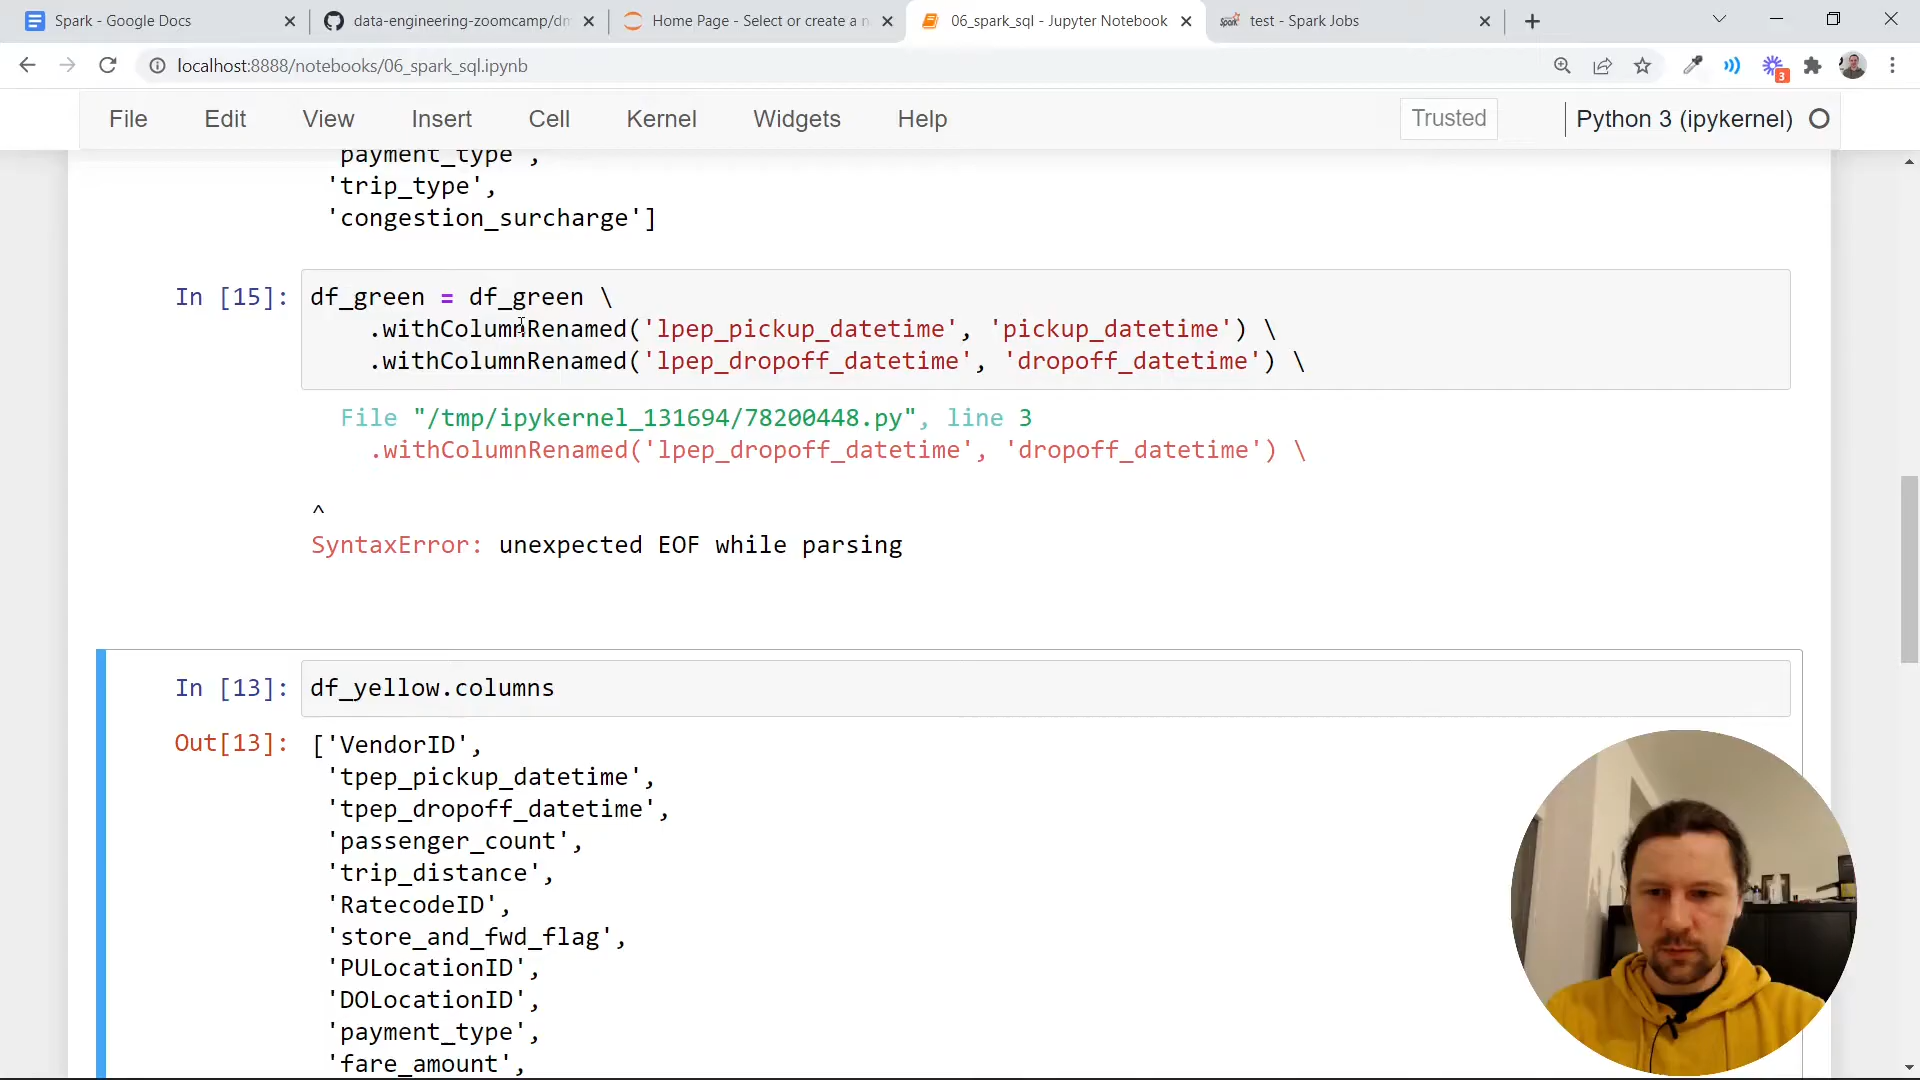 Spark - Google Docs
data-engineering-zoomcamp/dm
Home Page - Select or create a n
06_spark_sql - Jupyter Notebook
test - Spark Jobs
localhost:8888/notebooks/06_spark_sql.ipynb
3
File Edit View Insert Cell Kernel Widgets Help Trusted Python 3 (ipykernel)
payment_type',
'trip_type',
'congestion_surcharge']
In [15]: df_green = df_green \
.withColumnRenamed('lpep_pickup_datetime', 'pickup_datetime') \
.withColumnRenamed('lpep_dropoff_datetime', 'dropoff_datetime') \
File "/tmp/ipykernel_131694/78200448.py", line 3
.withColumnRenamed('lpep_dropoff_datetime', 'dropoff_datetime') \
^
SyntaxError: unexpected EOF while parsing
In [13]: df_yellow.columns
Out[13]: ['VendorID',
'tpep_pickup_datetime',
'tpep_dropoff_datetime',
'passenger_count',
'trip_distance',
'RatecodeID',
'store_and_fwd_flag',
'PULocationID',
'DOLocationID',
'payment_type',
'fare_amount',